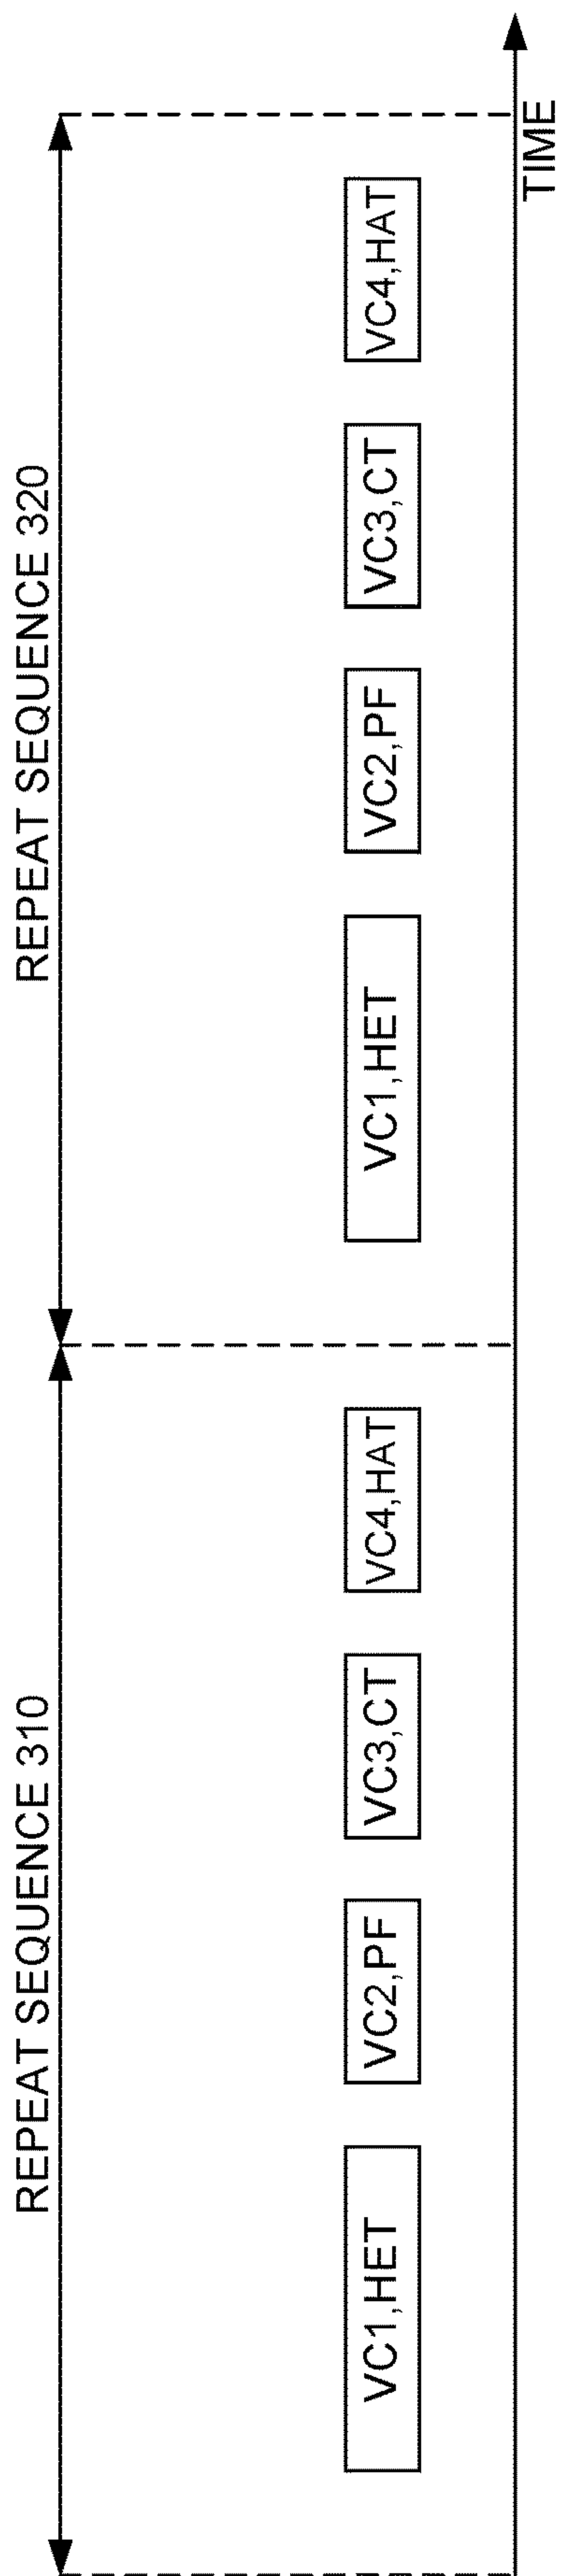 REPEAT SEQUENCE 310
REPEAT SEQUENCE 320
VC1,HET
VC2,PF
VC3,CT
VC4,HAT
VC1,HET
VC2,PF
VC3,CT
VC4,HAT
TIME